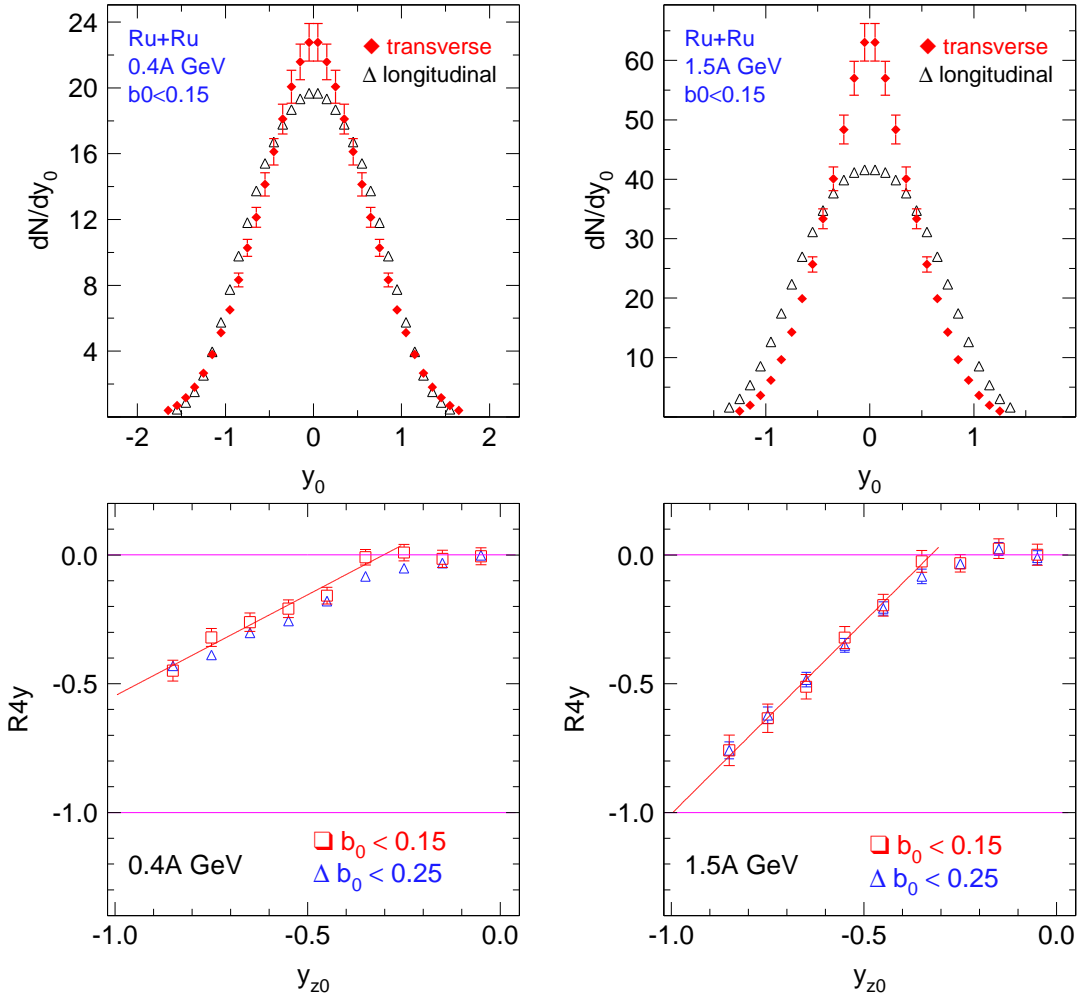 Ru+Ru
0.4A GeV
b0<0.15
transverse
longitudinal
24
20
16
12
8
4
dN/dy0
-2 -1 0 1 2
y0
Ru+Ru
1.5A GeV
b0<0.15
transverse
longitudinal
60
50
40
30
20
10
dN/dy0
-1 0 1
y0
0.0
-0.5
-1.0
R4y
0.4A GeV
b0 < 0.15
b0 < 0.25
-1.0 -0.5 0.0
yz0
0.0
-0.5
-1.0
R4y
1.5A GeV
b0 < 0.15
b0 < 0.25
-1.0 -0.5 0.0
yz0